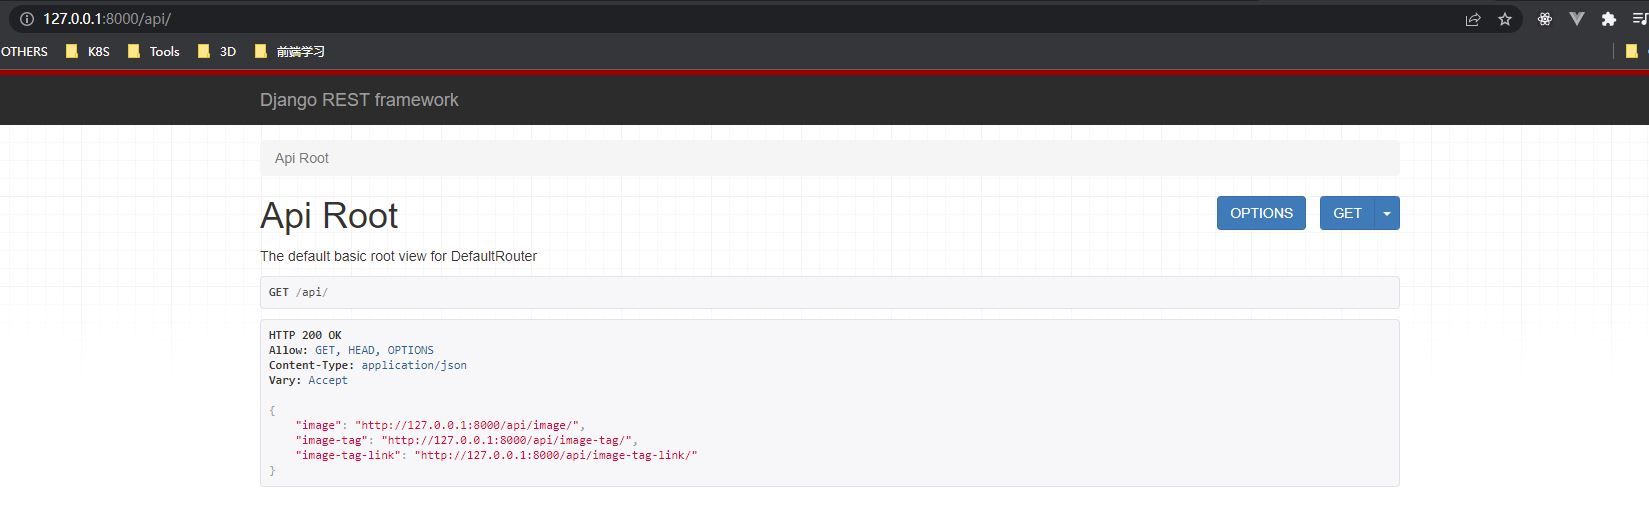 127.0.0.1:8000/api/
OTHERS K8S Tools 3D 前端学习
Django REST framework
Api Root
Api Root
OPTIONS GET
The default basic root view for DefaultRouter
GET /api/
HTTP 200 OK
Allow: GET, HEAD, OPTIONS
Content-Type: application/json
Vary: Accept
{
"image": "http://127.0.0.1:8000/api/image/",
"image-tag": "http://127.0.0.1:8000/api/image-tag/",
"image-tag-link": "http://127.0.0.1:8000/api/image-tag-link/"
}